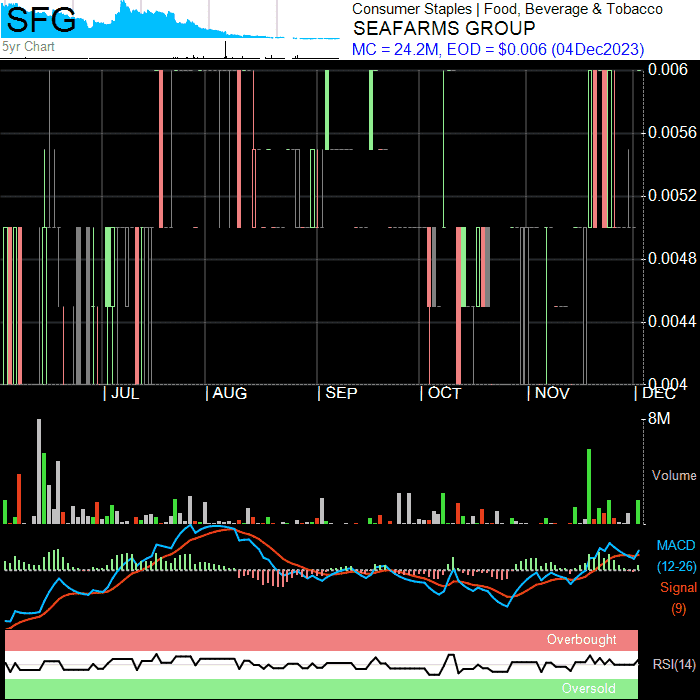 SFG
5yr Chart
Consumer Staples | Food, Beverage & Tobacco
SEAFARMS GROUP
MC = 24.2M, EOD = $0.006 (04Dec2023)
0.006
0.0056
0.0052
0.0048
0.0044
0.004
JUL AUG SEP OCT NOV DEC
8M
Volume
MACD
(12-26)
Signal
(9)
Overbought
RSI(14)
Oversold